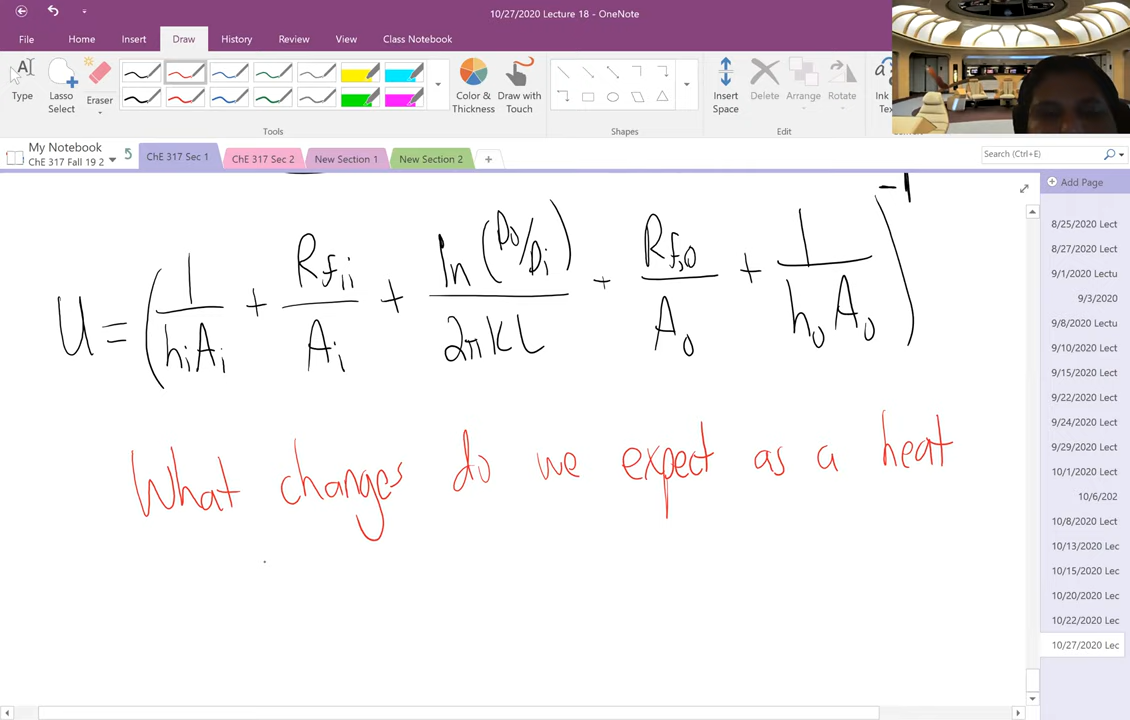 10/27/2020 Lecture 18 - OneNote
File Home Insert Draw History Review View Class Notebook
Type Lasso Select Eraser Color & Thickness Draw with Touch Insert Space Delete Arrange Rotate Ink to Text
Tools Shapes Edit
My Notebook
ChE 317 Fall 19 2
ChE 317 Sec 1 ChE 317 Sec 2 New Section 1 New Section 2 +
Search (Ctrl+E)
Add Page
8/25/2020 Lect
8/27/2020 Lect
9/1/2020 Lectu
9/3/2020
9/8/2020 Lectu
9/10/2020 Lect
9/15/2020 Lect
9/22/2020 Lect
9/24/2020 Lect
9/29/2020 Lect
10/1/2020 Lect
10/6/202
10/8/2020 Lect
10/13/2020 Lec
10/15/2020 Lec
10/20/2020 Lec
10/22/2020 Lec
10/27/2020 Lec
U = (1/(hiAi) + Rf,i/Ai + ln(Do/Di)/(2πKL) + Rf,o/Ao + 1/(hoAo))^-1
What changes do we expect as a heat